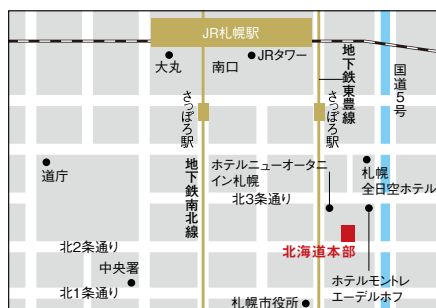 JR札幌駅
大丸
南口
JRタワー
地下鉄東豊線
国道5号
さっぽろ駅
さっぽろ駅
地下鉄南北線
ホテルニューオータニ
イン札幌
札幌
全日空ホテル
道庁
北3条通り
北2条通り
北海道本部
中央署
ホテルモントレ
エーデルホフ
北1条通り
札幌市役所